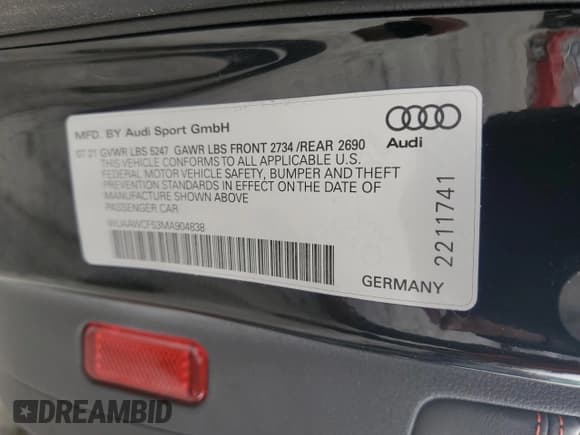 MFD. BY Audi Sport GmbH
07 21 GVWR LBS 5247 GAWR LBS FRONT 2734 /REAR 2690
THIS VEHICLE CONFORMS TO ALL APPLICABLE U.S.
FEDERAL MOTOR VEHICLE SAFETY, BUMPER AND THEFT
PREVENTION STANDARDS IN EFFECT ON THE DATE OF
MANUFACTURE SHOWN ABOVE
PASSENGER CAR
WUAAWCF53MA904838
Audi
22111741
GERMANY
DREAMBID